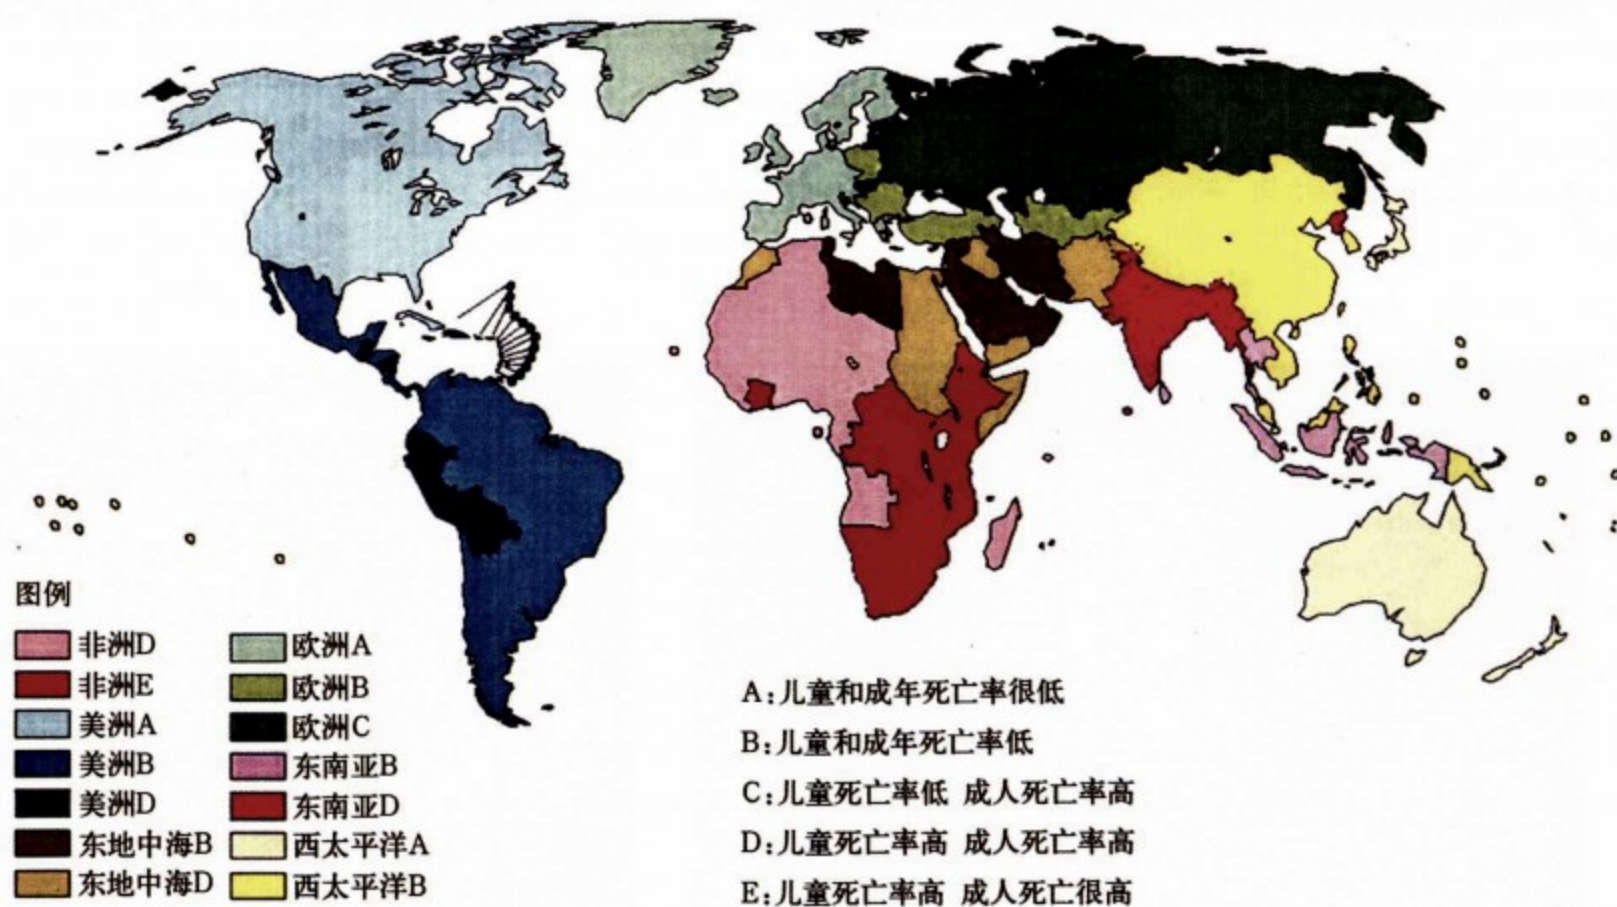 图例
非洲D
非洲E
美洲A
美洲B
美洲D
东地中海B
东地中海D
欧洲A
欧洲B
欧洲C
东南亚B
东南亚D
西太平洋A
西太平洋B
A:儿童和成年死亡率很低
B:儿童和成年死亡率低
C:儿童死亡率低 成人死亡率高
D:儿童死亡率高 成人死亡率高
E:儿童死亡率高 成人死亡很高